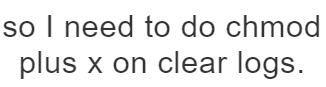 so I need to do chmod
plus x on clear logs.